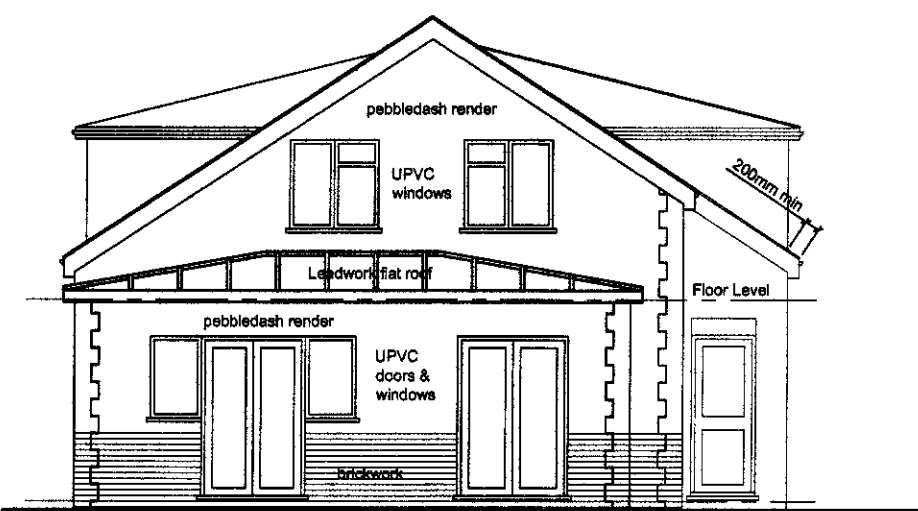 pebbledash render
UPVC
windows
200mm min
Leadwork flat roof
Floor Level
pebbledash render
UPVC
doors &
windows
brickwork